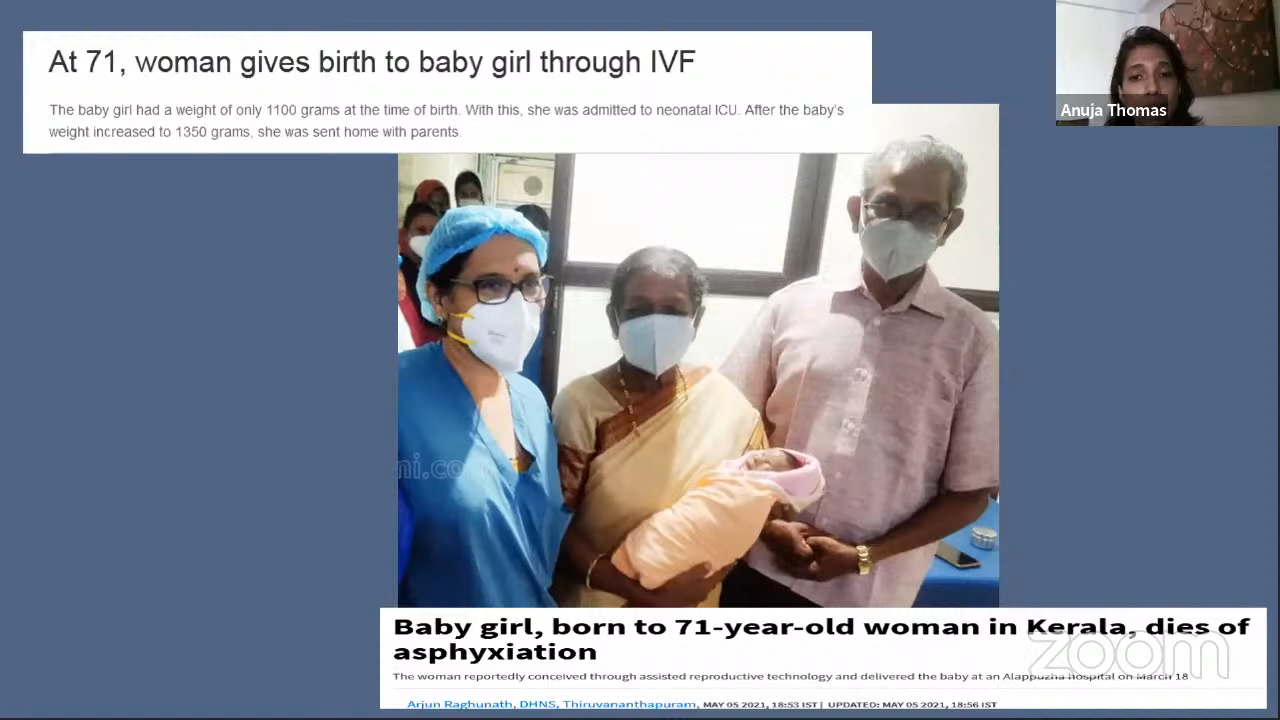 At 71, woman gives birth to baby girl through IVF
The baby girl had a weight of only 1100 grams at the time of birth. With this, she was admitted to neonatal ICU. After the baby's
weight increased to 1350 grams, she was sent home with parents.
Anuja Thomas
ni.co
Baby girl, born to 71-year-old woman in Kerala, dies of
asphyxiation
zoom
The woman reportedly conceived through assisted reproductive technology and delivered the baby at an Alappuzha hospital on March 18
Arjun Raghunath, DHNS, Thiruvananthapuram, MAY 05 2021, 18:53 IST | UPDATED: MAY 05 2021, 18:56 IST